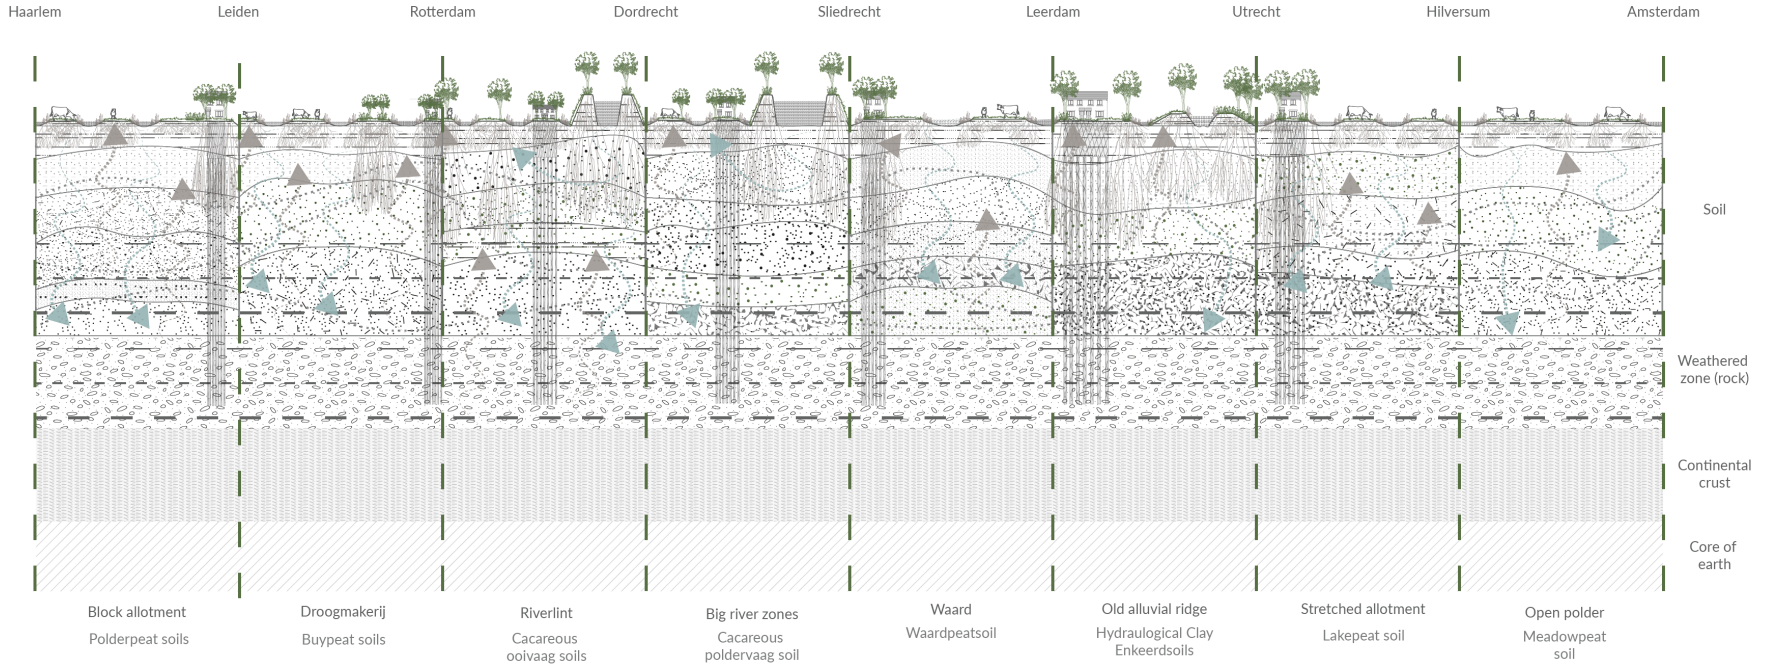 Haarlem
Leiden
Rotterdam
Dordrecht
Sliedrecht
Leerdam
Utrecht
Hilversum
Amsterdam
Soil
Weathered
zone (rock)
Continental
crust
Core of
earth
Block allotment
Polderpeat soils
Droogmakerij
Buypeat soils
Riverlint
Cacareous
ooivaag soils
Big river zones
Cacareous
poldervaag soil
Waard
Waardpeatsoil
Old alluvial ridge
Hydraulogical Clay
Enkeerdsoils
Stretched allotment
Lakepeat soil
Open polder
Meadowpeat
soil